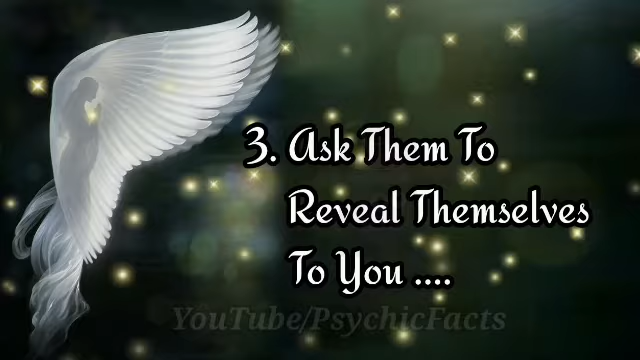 3. Ask Them To
Reveal Themselves
To You ....
YouTube/PsychicFacts